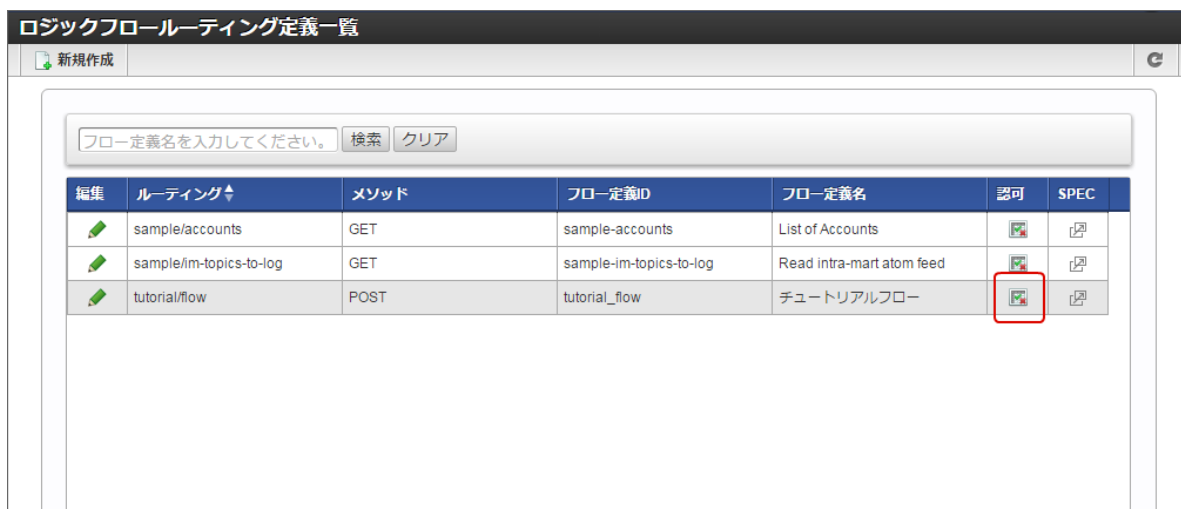 ロジックフロールーティング定義一覧
新規作成
フロー定義名を入力してください。 検索 クリア
編集 ルーティング メソッド フロー定義ID フロー定義名 認可 SPEC
sample/accounts GET sample-accounts List of Accounts
sample/im-topics-to-log GET sample-im-topics-to-log Read intra-mart atom feed
tutorial/flow POST tutorial_flow チュートリアルフロー